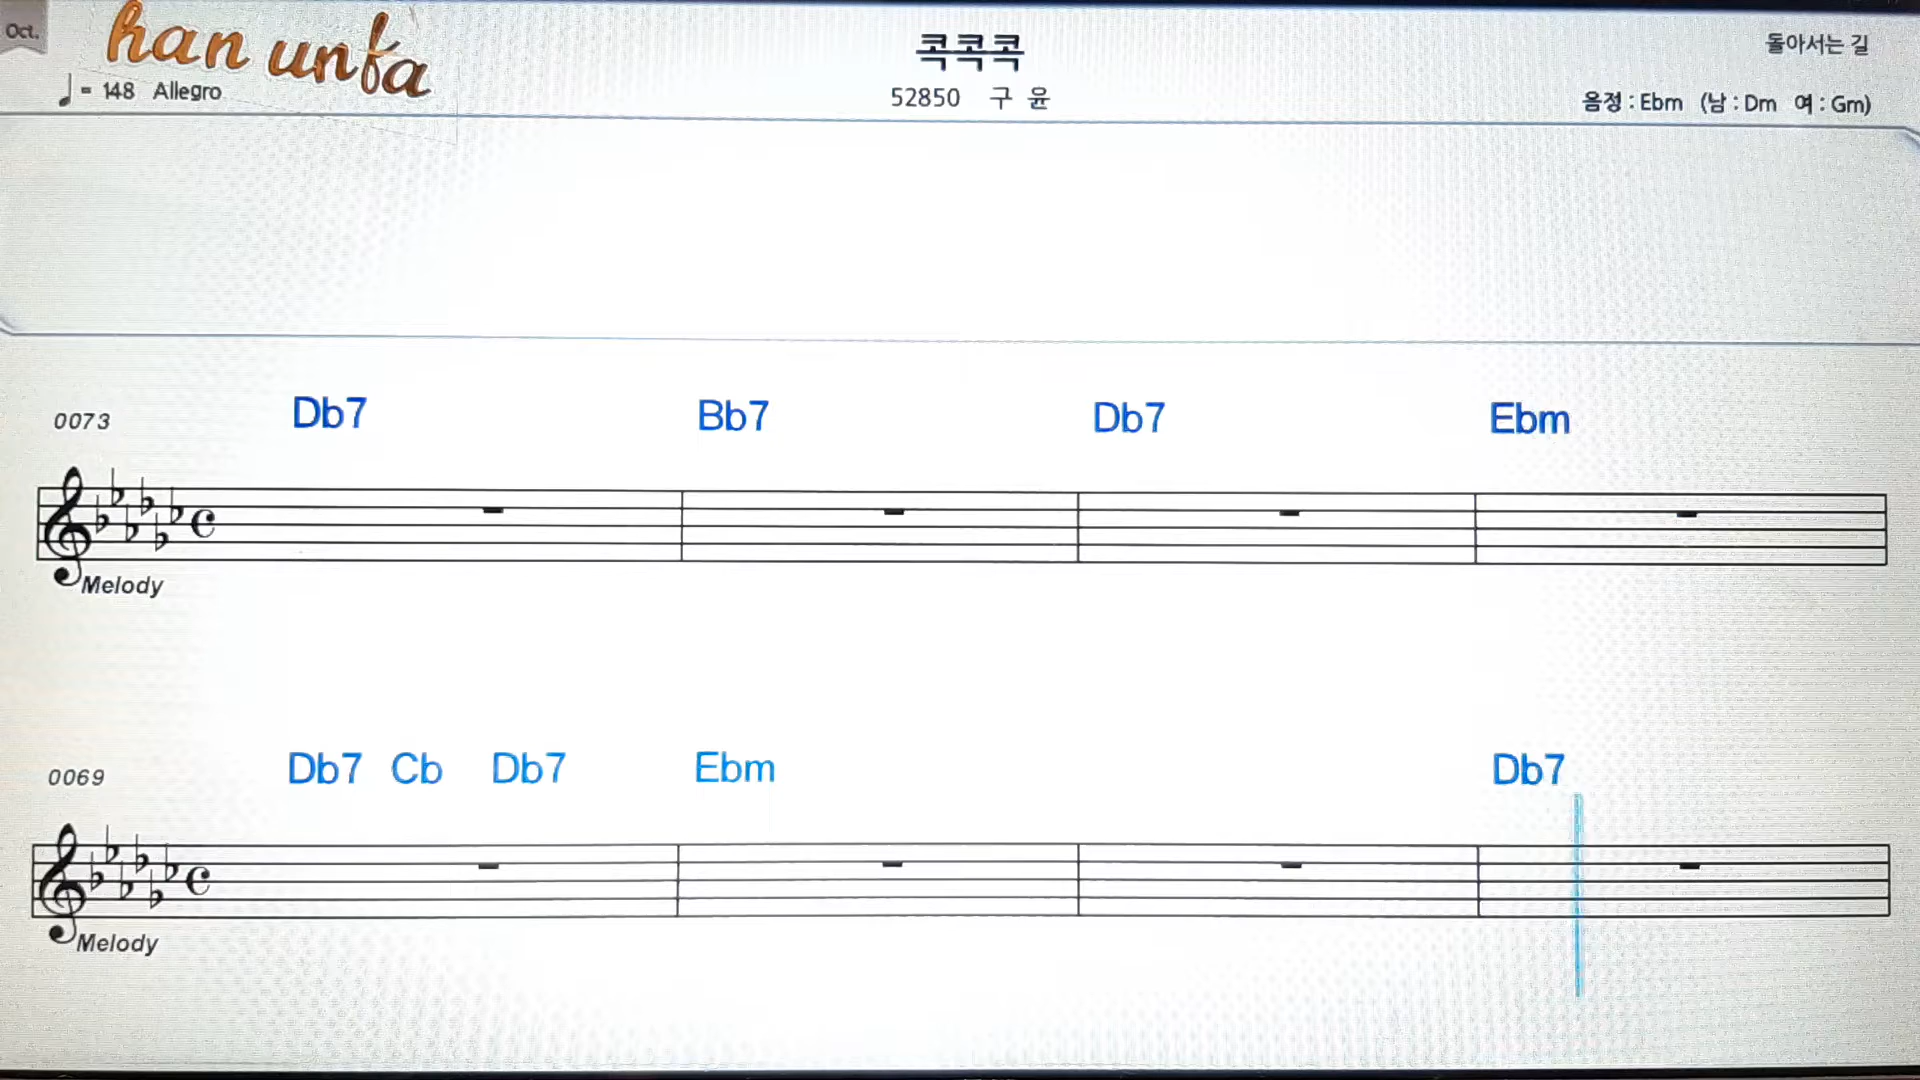 Oct.
han unfa
♩ = 148 Allegro
콕콕콕
52850 구 윤
돌아서는 길
음정 : Ebm (남 : Dm 여 : Gm)
0073 Db7 Bb7 Db7 Ebm
Melody
0069 Db7 Cb Db7 Ebm Db7
Melody